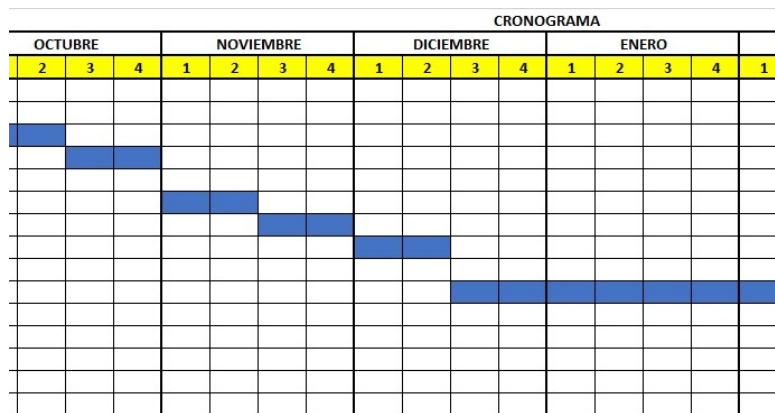 CRONOGRAMA
OCTUBRE NOVIEMBRE DICIEMBRE ENERO
2 3 4 1 2 3 4 1 2 3 4 1 2 3 4 1